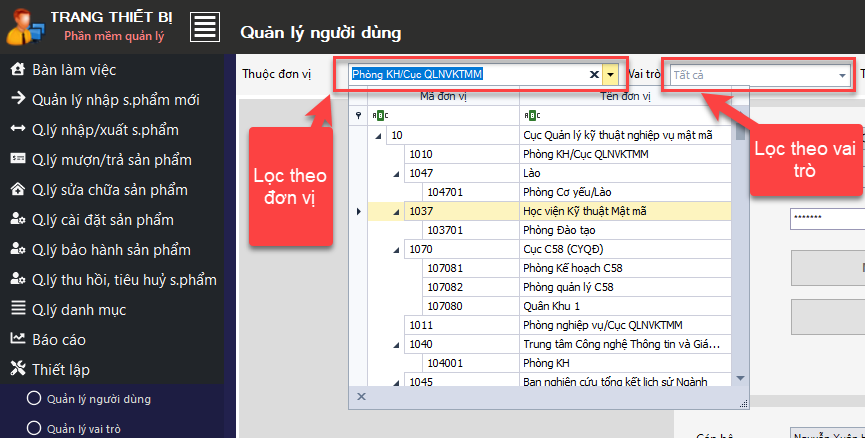 TRANG THIẾT BỊ
Phần mềm quản lý
Quản lý người dùng
Bàn làm việc
Quản lý nhập s.phẩm mới
Q.lý nhập/xuất s.phẩm
Q.lý mượn/trả sản phẩm
Q.lý sửa chữa sản phẩm
Q.lý cài đặt sản phẩm
Q.lý bảo hành sản phẩm
Q.lý thu hồi, tiêu huỷ s.phẩm
Q.lý danh mục
Báo cáo
Thiết lập
Quản lý người dùng
Quản lý vai trò
Thuộc đơn vị
Phòng KH/Cục QLNVKTMM
Vai trò
Tất cả
Mã đơn vị
Tên đơn vị
10 Cục Quản lý kỹ thuật nghiệp vụ mật mã
1010 Phòng KH/Cục QLNVKTMM
1047 Lào
104701 Phòng Cơ yếu/Lào
1037 Học viện Kỹ thuật Mật mã
103701 Phòng Đào tạo
1070 Cục C58 (CYQĐ)
107081 Phòng Kế hoạch C58
107082 Phòng quản lý C58
107080 Quân Khu 1
1011 Phòng nghiệp vụ/Cục QLNVKTMM
1040 Trung tâm Công nghệ Thông tin và Giá...
104001 Phòng KH
1045 Ban nghiên cứu tổng kết lịch sử Ngành
Lọc theo
đơn vị
Lọc theo vai
trò
*******